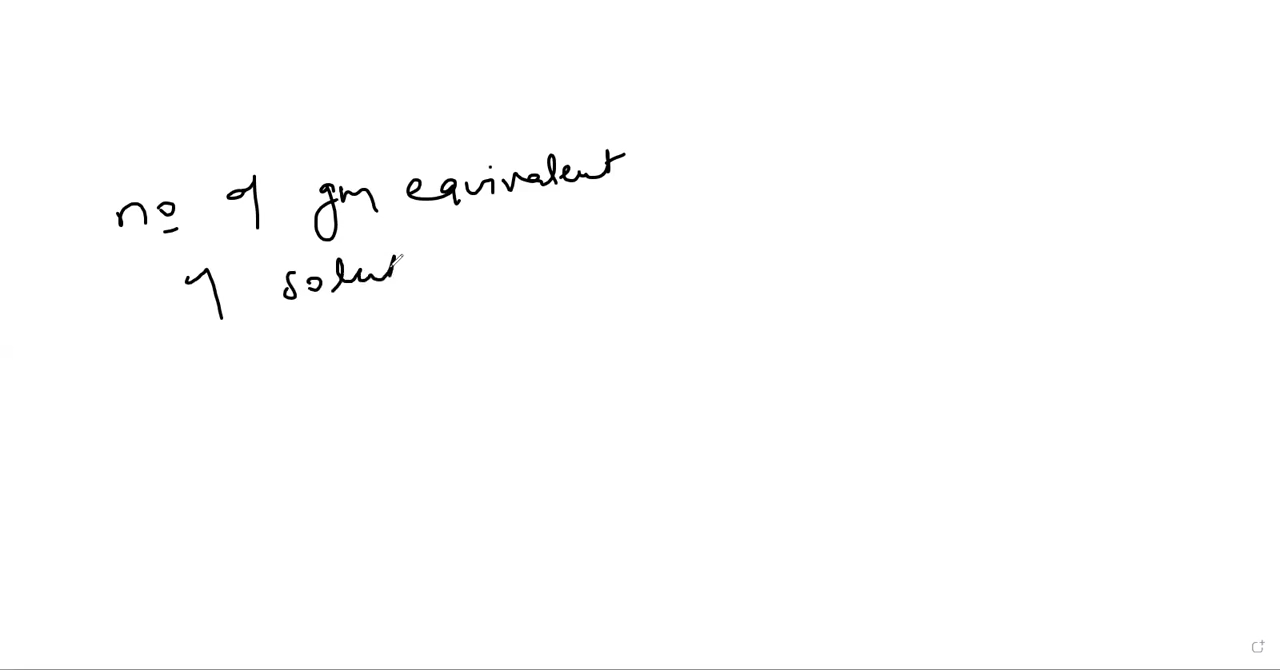 no of gm equivalent
of solut